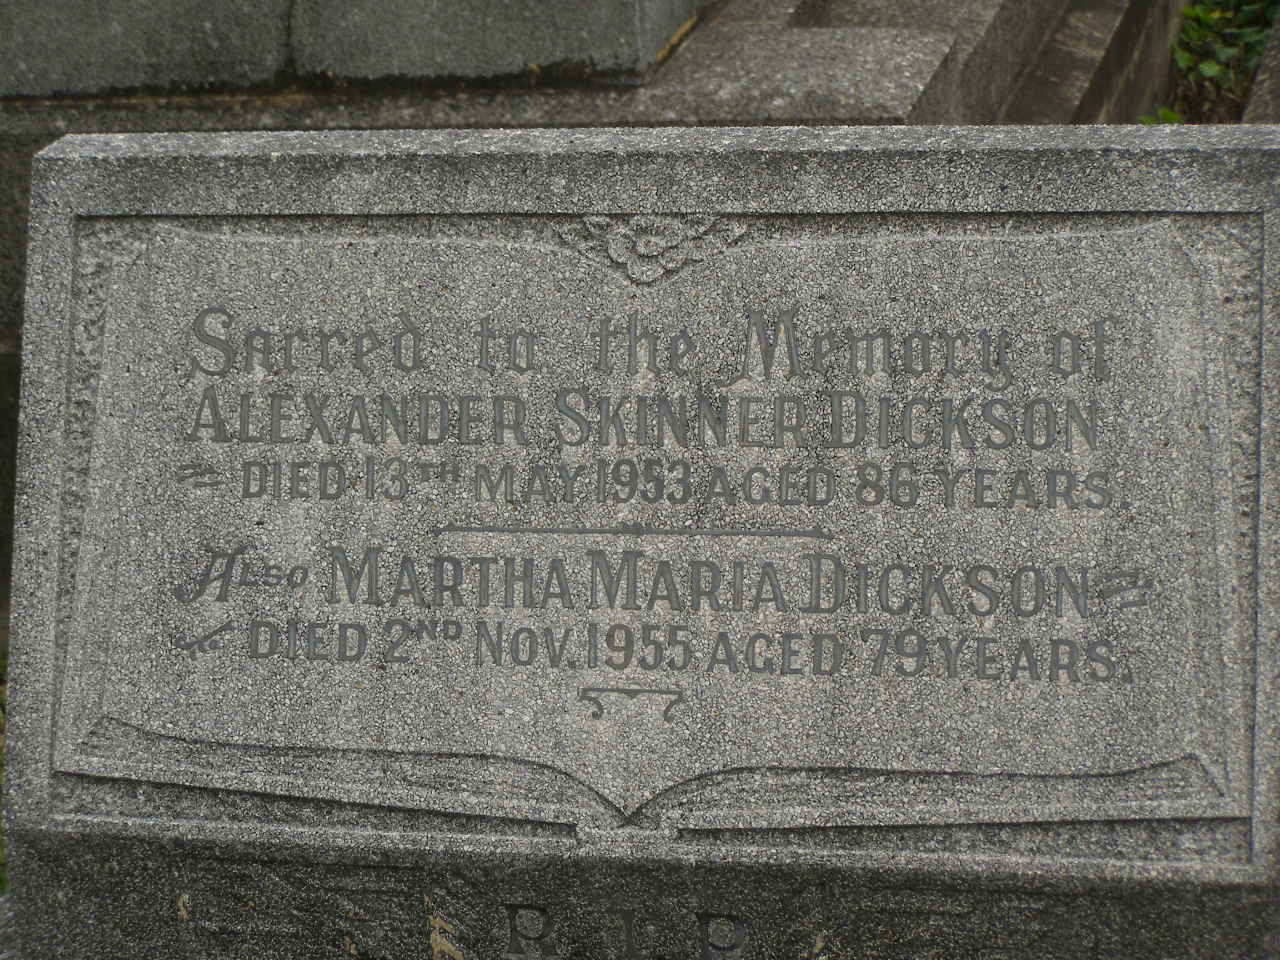 Sacred to the Memory of
ALEXANDER SKINNER DICKSON
DIED 13TH MAY 1953 AGED 86 YEARS.
ALSO MARTHA MARIA DICKSON
DIED 2ND NOV. 1955 AGED 79 YEARS.
R I P